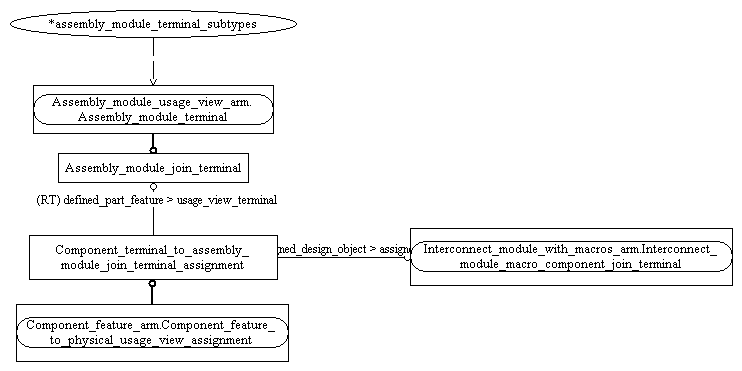 *assembly_module_terminal_subtypes
Assembly_module_usage_view_arm.
Assembly_module_terminal
Assembly_module_join_terminal
(RT) defined_part_feature > usage_view_terminal
Component_terminal_to_assembly_
module_join_terminal_assignment
ned_design_object > assign
Interconnect_module_with_macros_arm.Interconnect_
module_macro_component_join_terminal
Component_feature_arm.Component_feature_
to_physical_usage_view_assignment